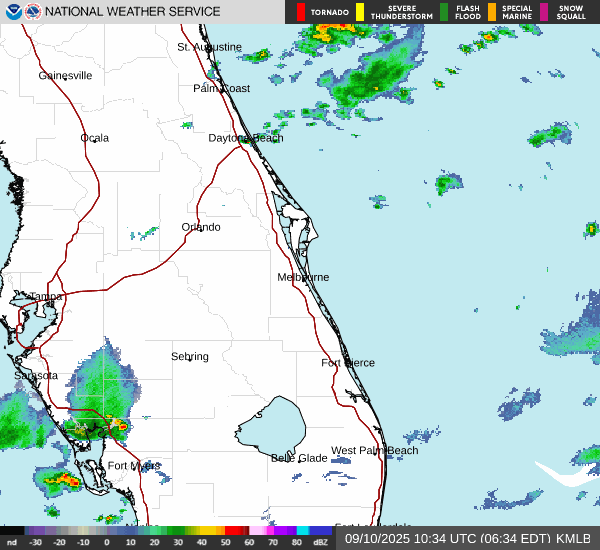 NATIONAL WEATHER SERVICE
TORNADO
SEVERE THUNDERSTORM
FLASH FLOOD
SPECIAL MARINE
SNOW SQUALL
St. Augustine
Gainesville
Palm Coast
Ocala
Daytona Beach
Orlando
Melbourne
Tampa
Sebring
Fort Pierce
Sarasota
West Palm Beach
Belle Glade
Fort Myers
Fort Lauderdale
nd -30 -20 -10 0 10 20 30 40 50 60 70 80 dBZ
09/10/2025 10:34 UTC (06:34 EDT) KMLB